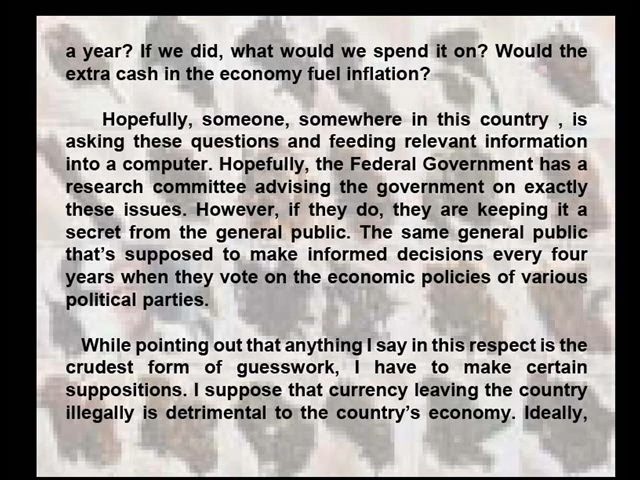 a year? If we did, what would we spend it on? Would the
extra cash in the economy fuel inflation?
Hopefully, someone, somewhere in this country , is
asking these questions and feeding relevant information
into a computer. Hopefully, the Federal Government has a
research committee advising the government on exactly
these issues. However, if they do, they are keeping it a
secret from the general public. The same general public
that's supposed to make informed decisions every four
years when they vote on the economic policies of various
political parties.
While pointing out that anything I say in this respect is the
crudest form of guesswork, I have to make certain
suppositions. I suppose that currency leaving the country
illegally is detrimental to the country's economy. Ideally,